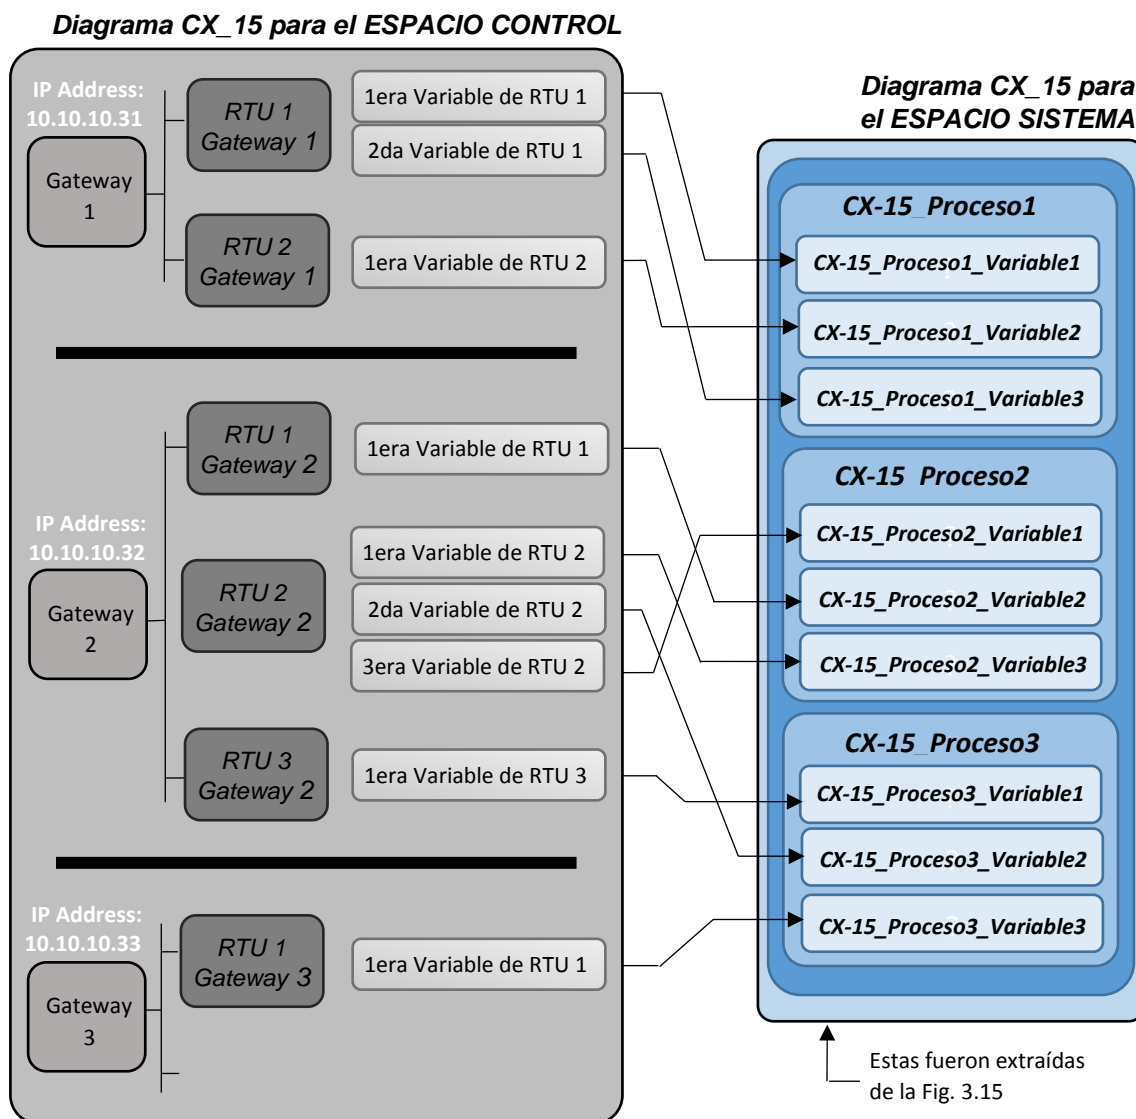 Diagrama CX_15 para el ESPACIO CONTROL
IP Address:
10.10.10.31
Gateway
1
RTU 1
Gateway 1
1era Variable de RTU 1
2da Variable de RTU 1
RTU 2
Gateway 1
1era Variable de RTU 2
IP Address:
10.10.10.32
Gateway
2
RTU 1
Gateway 2
1era Variable de RTU 1
RTU 2
Gateway 2
1era Variable de RTU 2
2da Variable de RTU 2
3era Variable de RTU 2
RTU 3
Gateway 2
1era Variable de RTU 3
IP Address:
10.10.10.33
Gateway
3
RTU 1
Gateway 3
1era Variable de RTU 1
Diagrama CX_15 para
el ESPACIO SISTEMA
CX-15_Proceso1
CX-15_Proceso1_Variable1
CX-15_Proceso1_Variable2
CX-15_Proceso1_Variable3
CX-15 Proceso2
CX-15_Proceso2_Variable1
CX-15_Proceso2_Variable2
CX-15_Proceso2_Variable3
CX-15_Proceso3
CX-15_Proceso3_Variable1
CX-15_Proceso3_Variable2
CX-15_Proceso3_Variable3
Estas fueron extraídas
de la Fig. 3.15